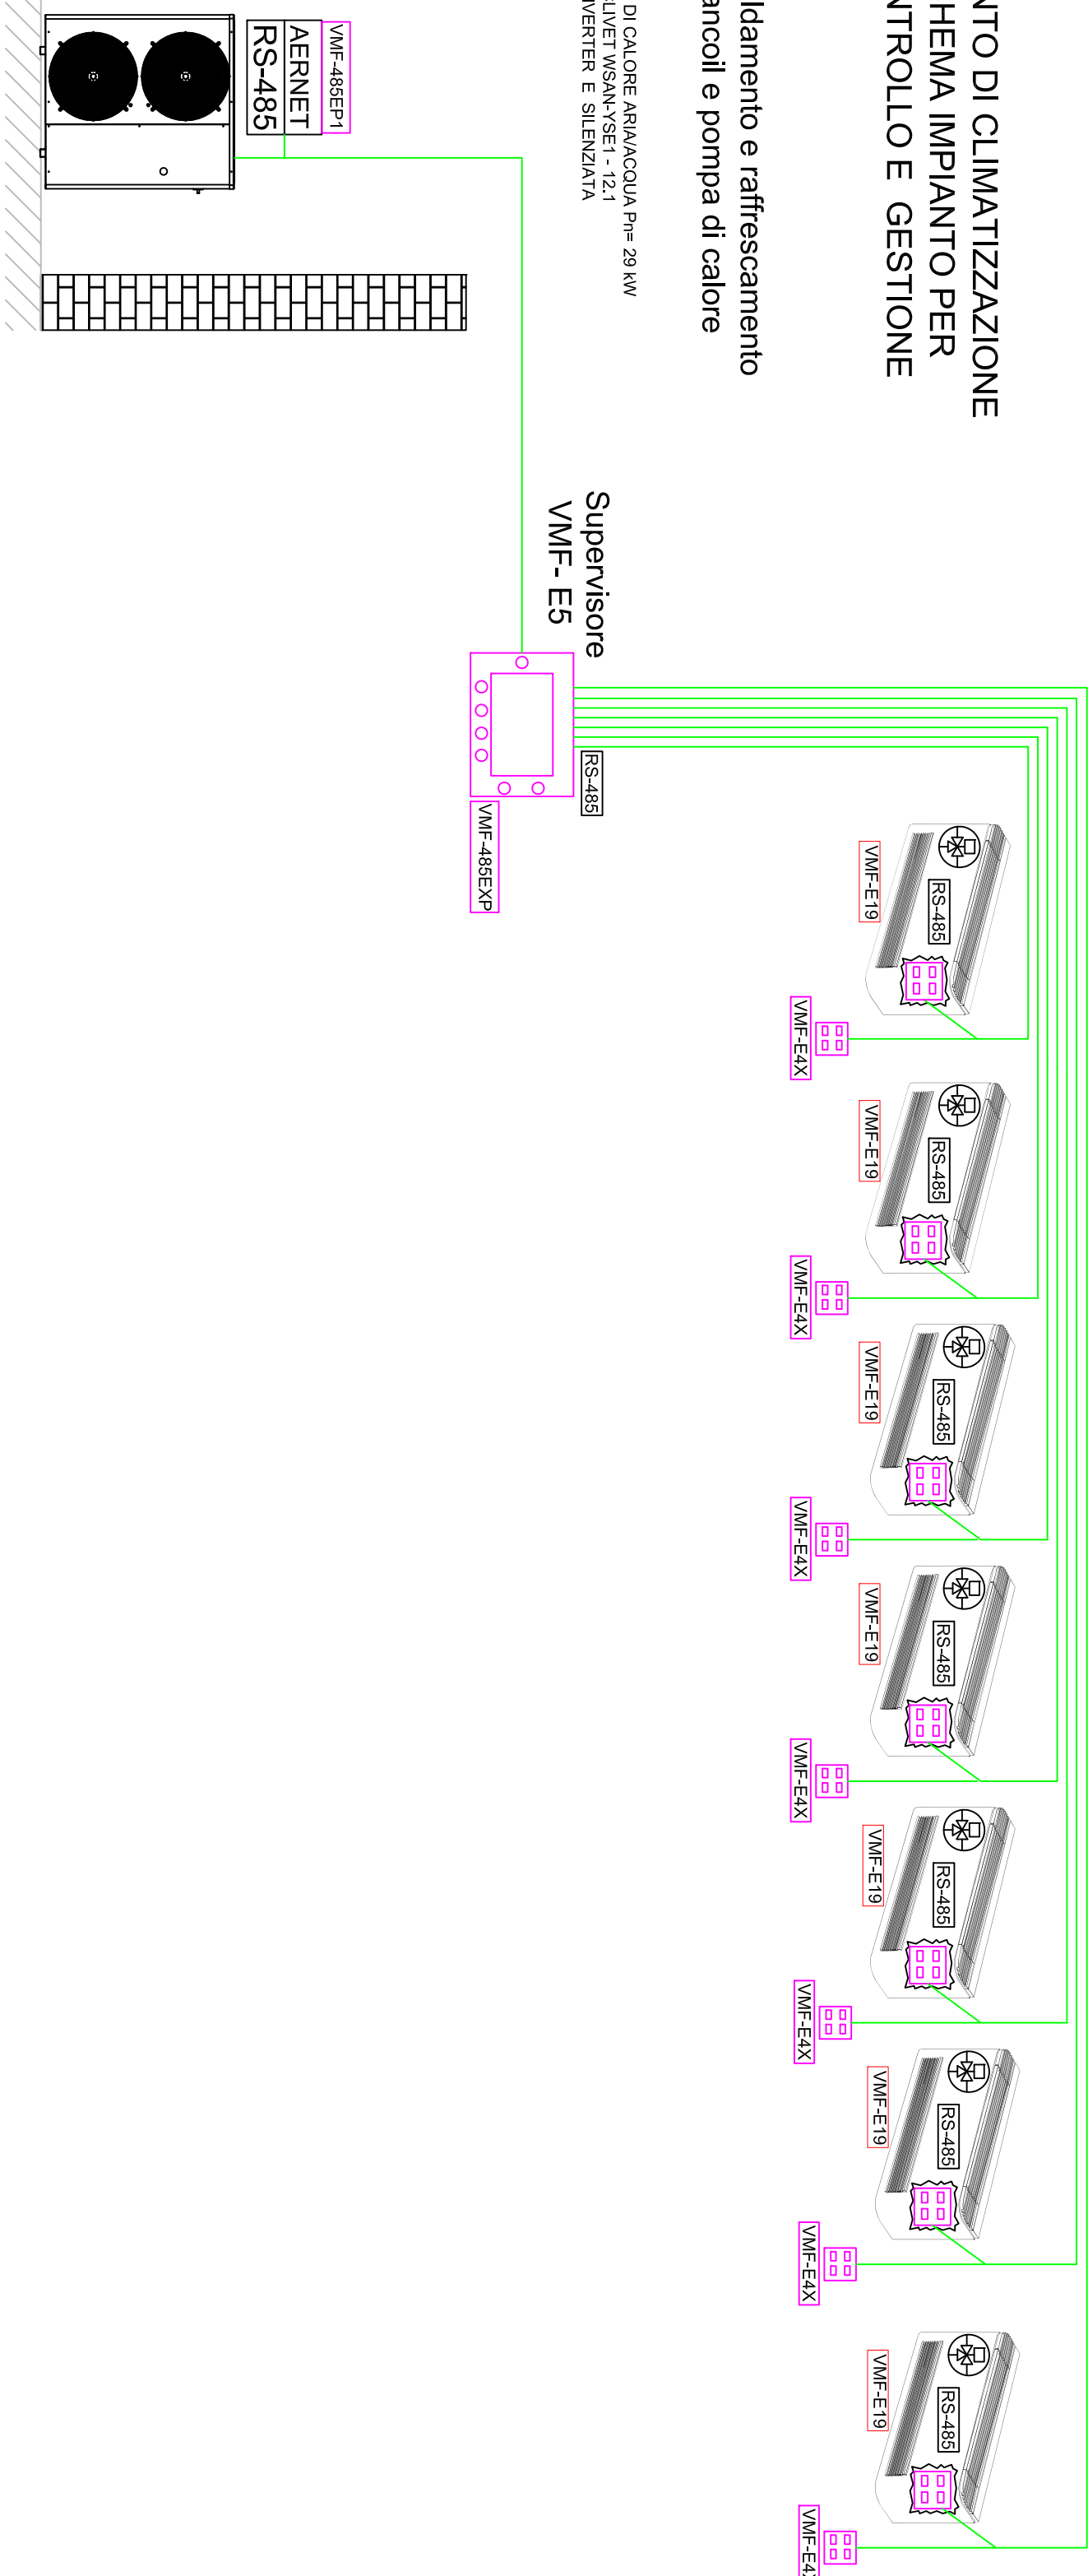 NTO DI CLIMATIZZAZIONE
HEMA IMPIANTO PER
NTROLLO E GESTIONE
ldamento e raffrescamento
ancoil e pompa di calore
DI CALORE ARIA/ACQUA Pn= 29 kW
LIVET WSAN-YSE1 - 12.1
VERTER E SILENZIATA
VMF-485EP1
AERNET
RS-485
Supervisore
VMF- E5
RS-485
VMF-485EXP
RS-485
VMF-E19
VMF-E4X
RS-485
VMF-E19
VMF-E4X
RS-485
VMF-E19
VMF-E4X
RS-485
VMF-E19
VMF-E4X
RS-485
VMF-E19
VMF-E4X
RS-485
VMF-E19
VMF-E4X
RS-485
VMF-E19
VMF-E4X